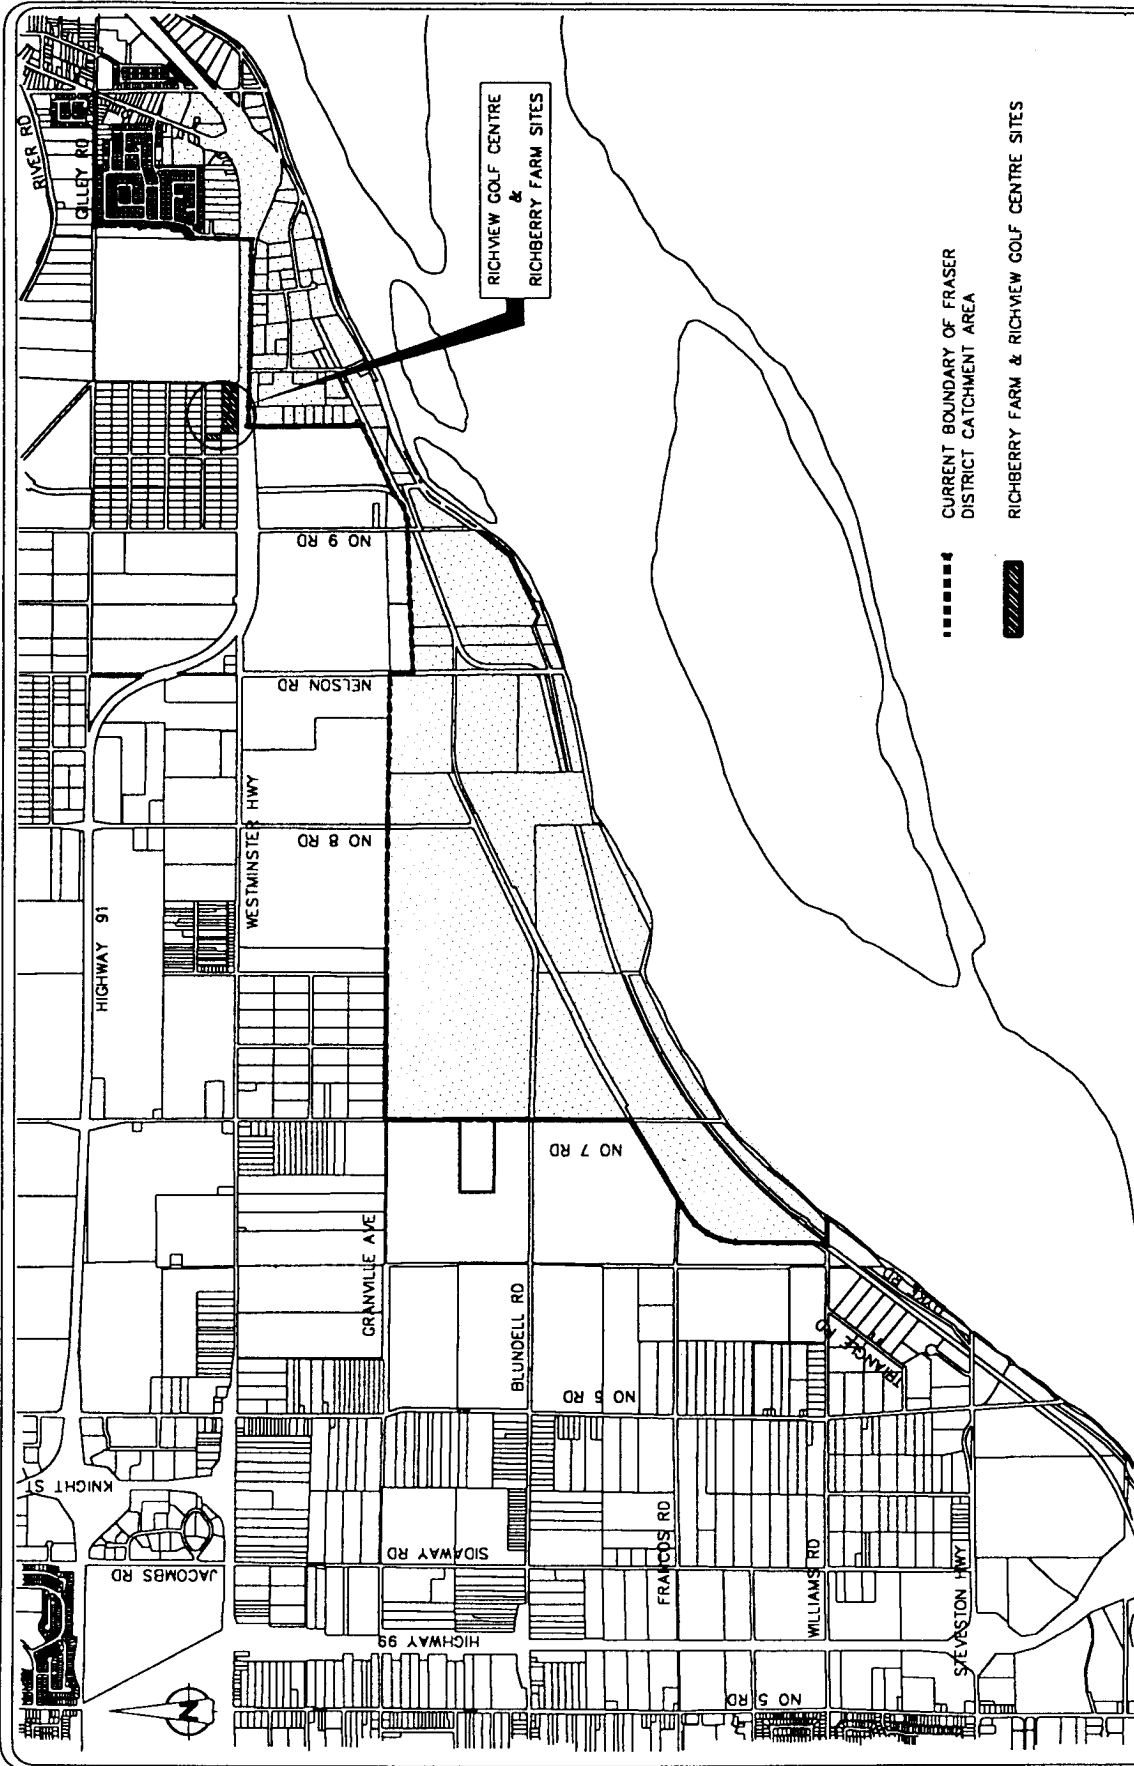 RIVER RD
GILLEY RD
RICHVIEW GOLF CENTRE
&
RICHBERRY FARM SITES
NO 9 RD
NELSON RD
WESTMINSTER HWY
NO 8 RD
HIGHWAY 91
NO 7 RD
GRANVILLE AVE
BLUNDELL RD
NO 6 RD
TRIANGLE RD
DYKE RD
KNIGHT ST
JACOMBS RD
SIDAWAY RD
FRANCOS RD
WILLIAMS RD
STEVESTON HWY
HIGHWAY 99
NO 5 RD
N
CURRENT BOUNDARY OF FRASER
DISTRICT CATCHMENT AREA
RICHBERRY FARM & RICHVIEW GOLF CENTRE SITES